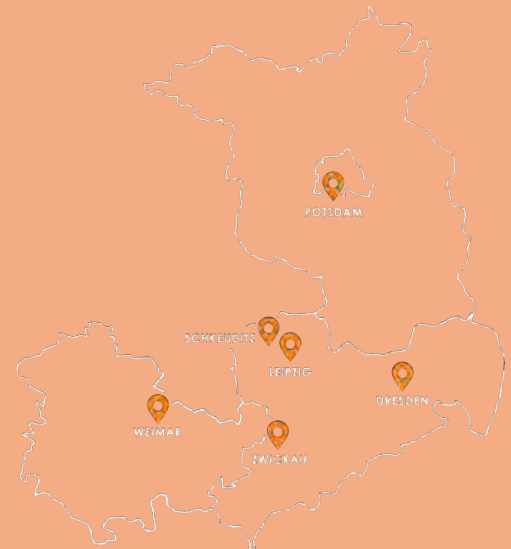 POTSDAM
SCHKEUDITZ
LEIPZIG
DRESDEN
WEIMAR
ZWICKAU